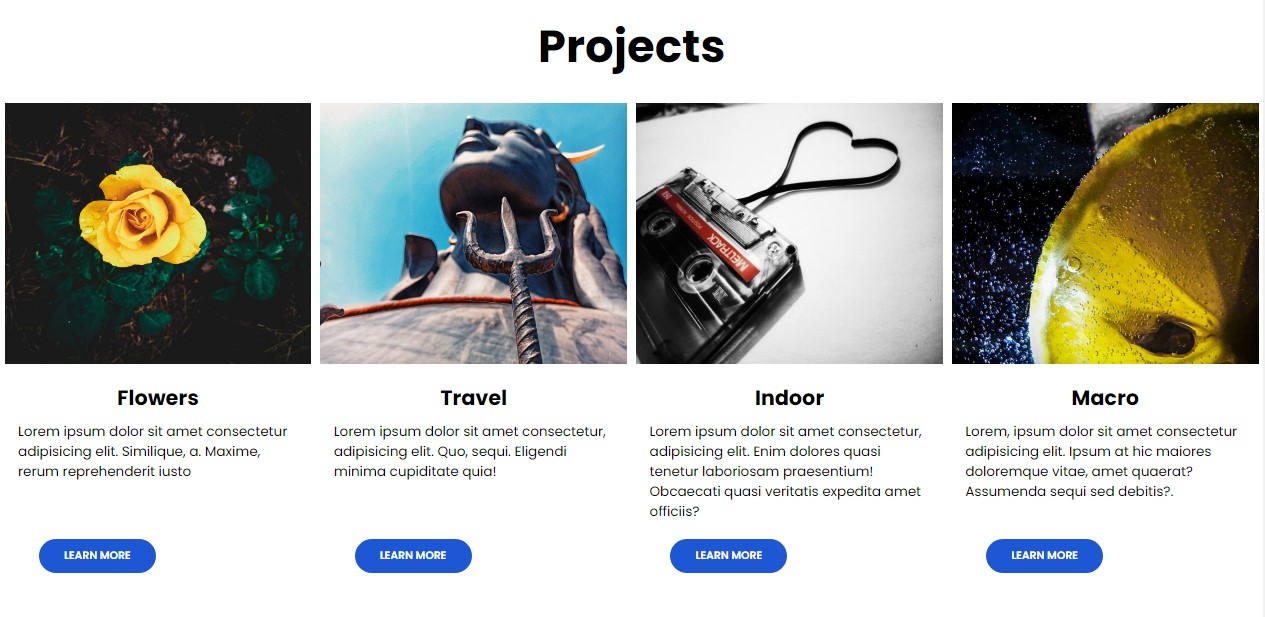 Projects
MELTRACK
Flowers
Lorem ipsum dolor sit amet consectetur
adipisicing elit. Similique, a. Maxime,
rerum reprehenderit iusto
LEARN MORE
Travel
Lorem ipsum dolor sit amet consectetur,
adipisicing elit. Quo, sequi. Eligendi
minima cupiditate quia!
LEARN MORE
Indoor
Lorem ipsum dolor sit amet consectetur,
adipisicing elit. Enim dolores quasi
tenetur laboriosam praesentium!
Obcaecati quasi veritatis expedita amet
officiis?
LEARN MORE
Macro
Lorem, ipsum dolor sit amet consectetur
adipisicing elit. Ipsum at hic maiores
doloremque vitae, amet quaerat?
Assumenda sequi sed debitis?.
LEARN MORE